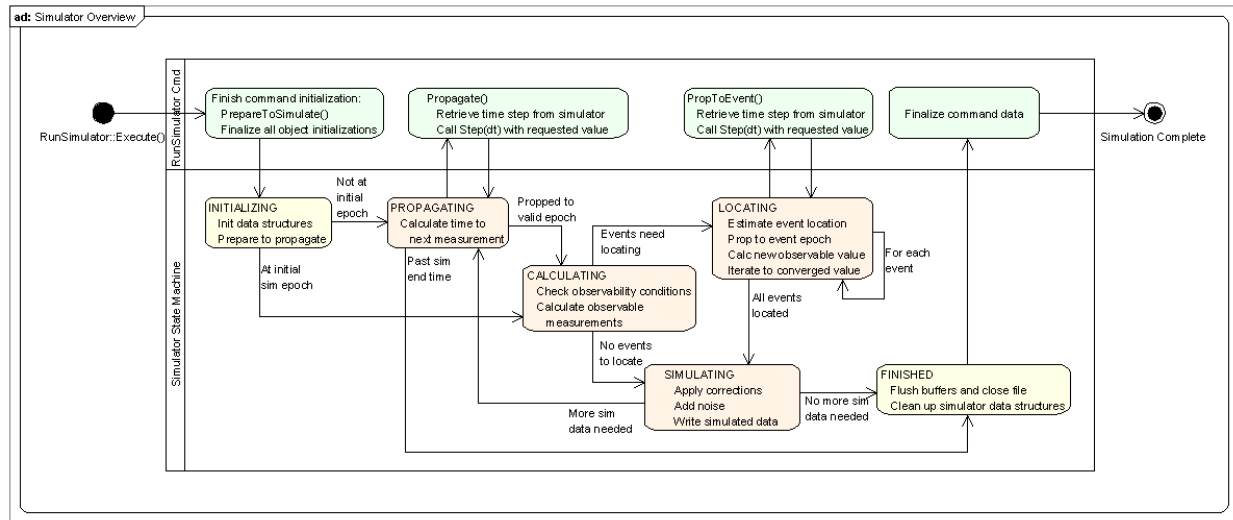 ad: Simulator Overview
RunSimulator Cmd
Finish command initialization:
PrepareToSimulate()
Finalize all object initializations
Propagate()
Retrieve time step from simulator
Call Step(dt) with requested value
PropToEvent()
Retrieve time step from simulator
Call Step(dt) with requested value
Finalize command data
RunSimulator::Execute()
Simulation Complete
Simulator State Machine
INITIALIZING
Init data structures
Prepare to propagate
Not at
initial
epoch
PROPAGATING
Calculate time to
next measurement
Propped to
valid epoch
LOCATING
Estimate event location
Prop to event epoch
Calc new observable value
Iterate to converged value
For each
event
Events need
locating
At initial
sim epoch
Past sim
end time
CALCULATING
Check observability conditions
Calculate observable
measurements
All events
located
No events
to locate
SIMULATING
Apply corrections
Add noise
Write simulated data
FINISHED
Flush buffers and close file
Clean up simulator data structures
More sim
data needed
No more sim
data needed